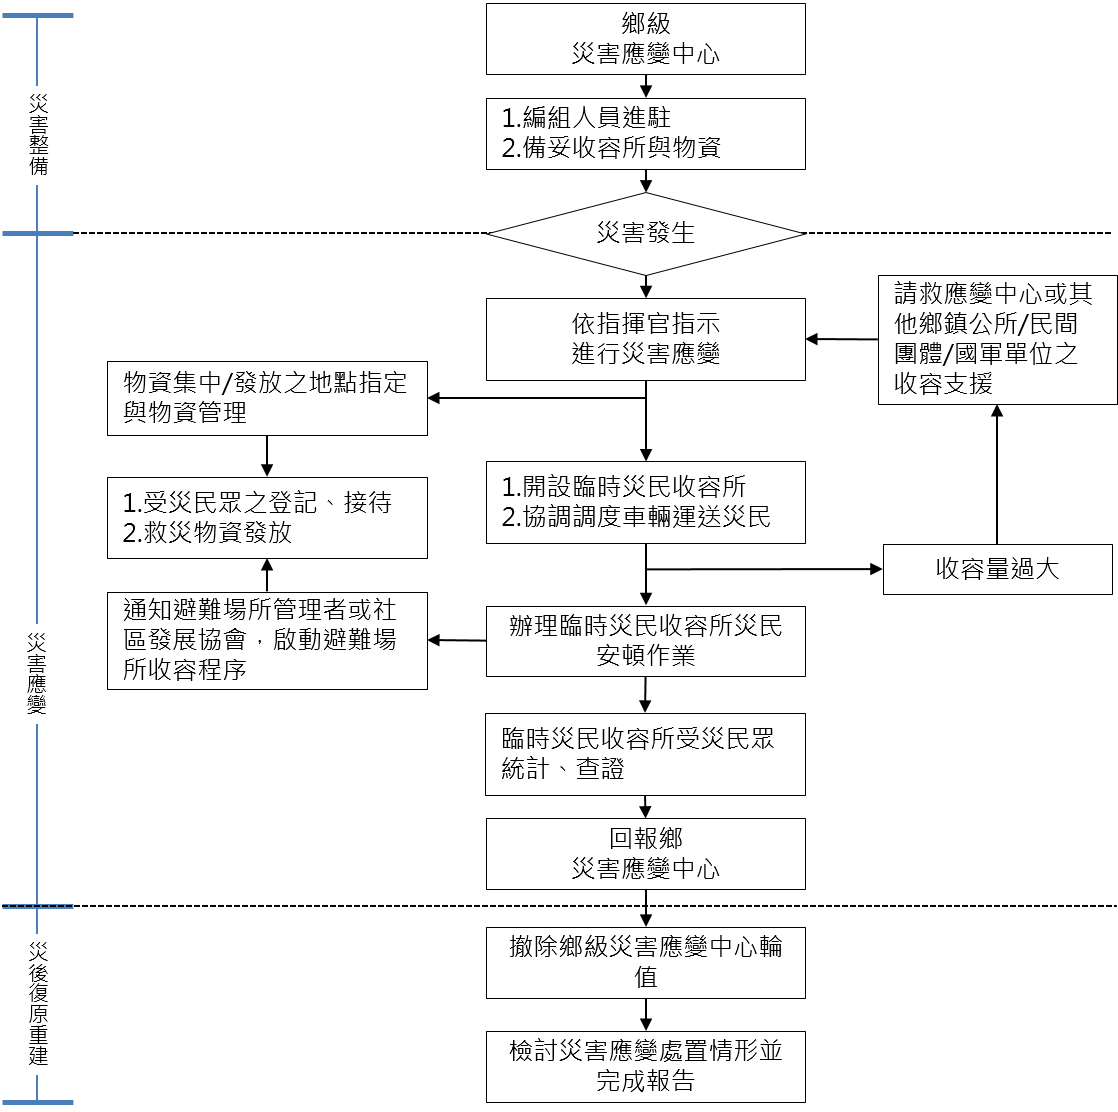 鄉級
災害應變中心
1.編組人員進駐
2.備妥收容所與物資
災害整備
災害發生
依指揮官指示
進行災害應變
請救應變中心或其
他鄉鎮公所/民間
團體/國軍單位之
收容支援
物資集中/發放之地點指定
與物資管理
1.受災民眾之登記、接待
2.救災物資發放
1.開設臨時災民收容所
2.協調調度車輛運送災民
收容量過大
通知避難場所管理者或社
區發展協會，啟動避難場
所收容程序
辦理臨時災民收容所災民
安頓作業
災害應變
臨時災民收容所受災民眾
統計、查證
回報鄉
災害應變中心
撤除鄉級災害應變中心輪
值
災後復原重建
檢討災害應變處置情形並
完成報告